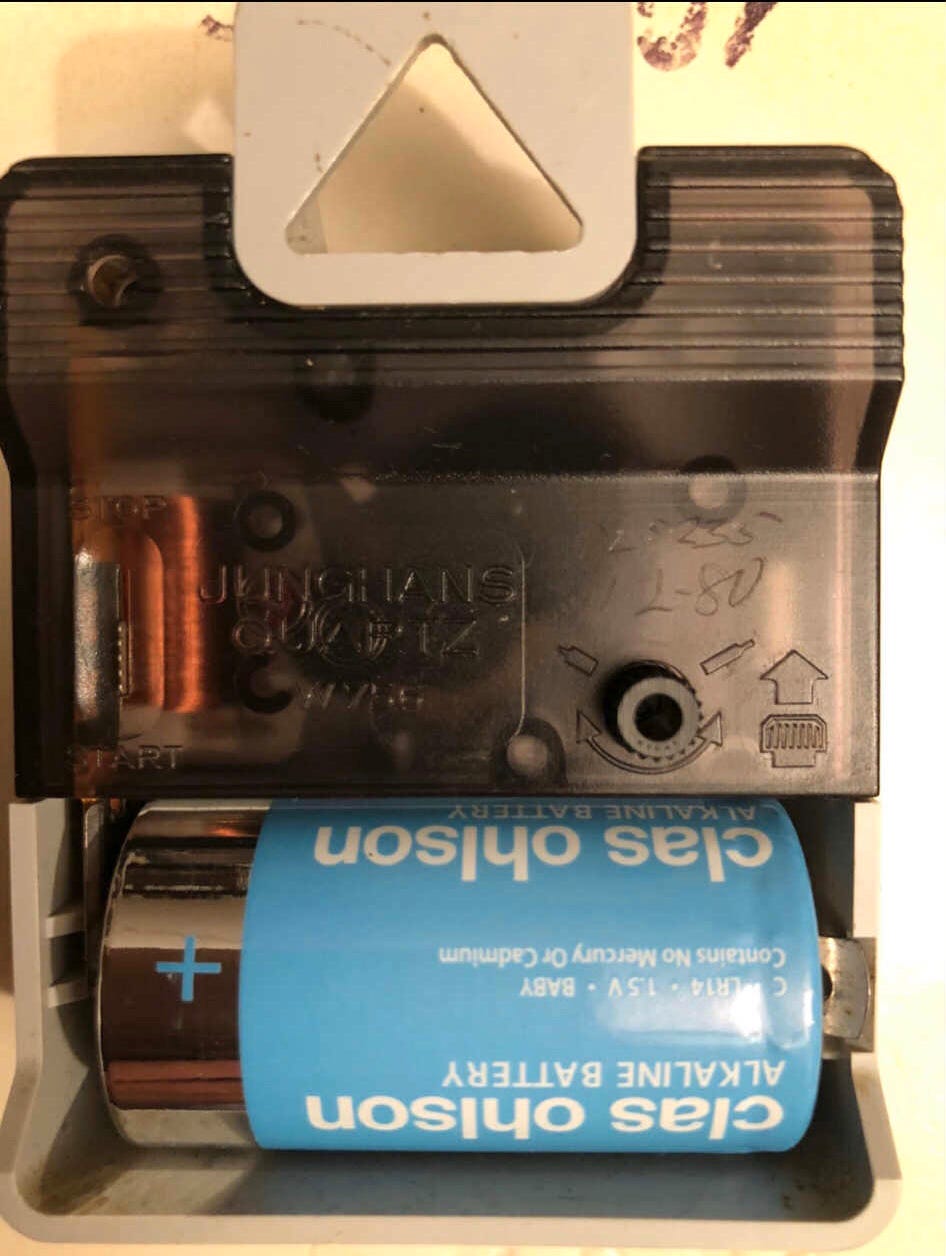 STOP
JUNGHANS
QUARTZ
W 756
START
+
clas ohlson
ALKALINE BATTERY
C • LR14 • 1.5V • BABY
Contains No Mercury Or Cadmium
clas ohlson
ALKALINE BATTERY